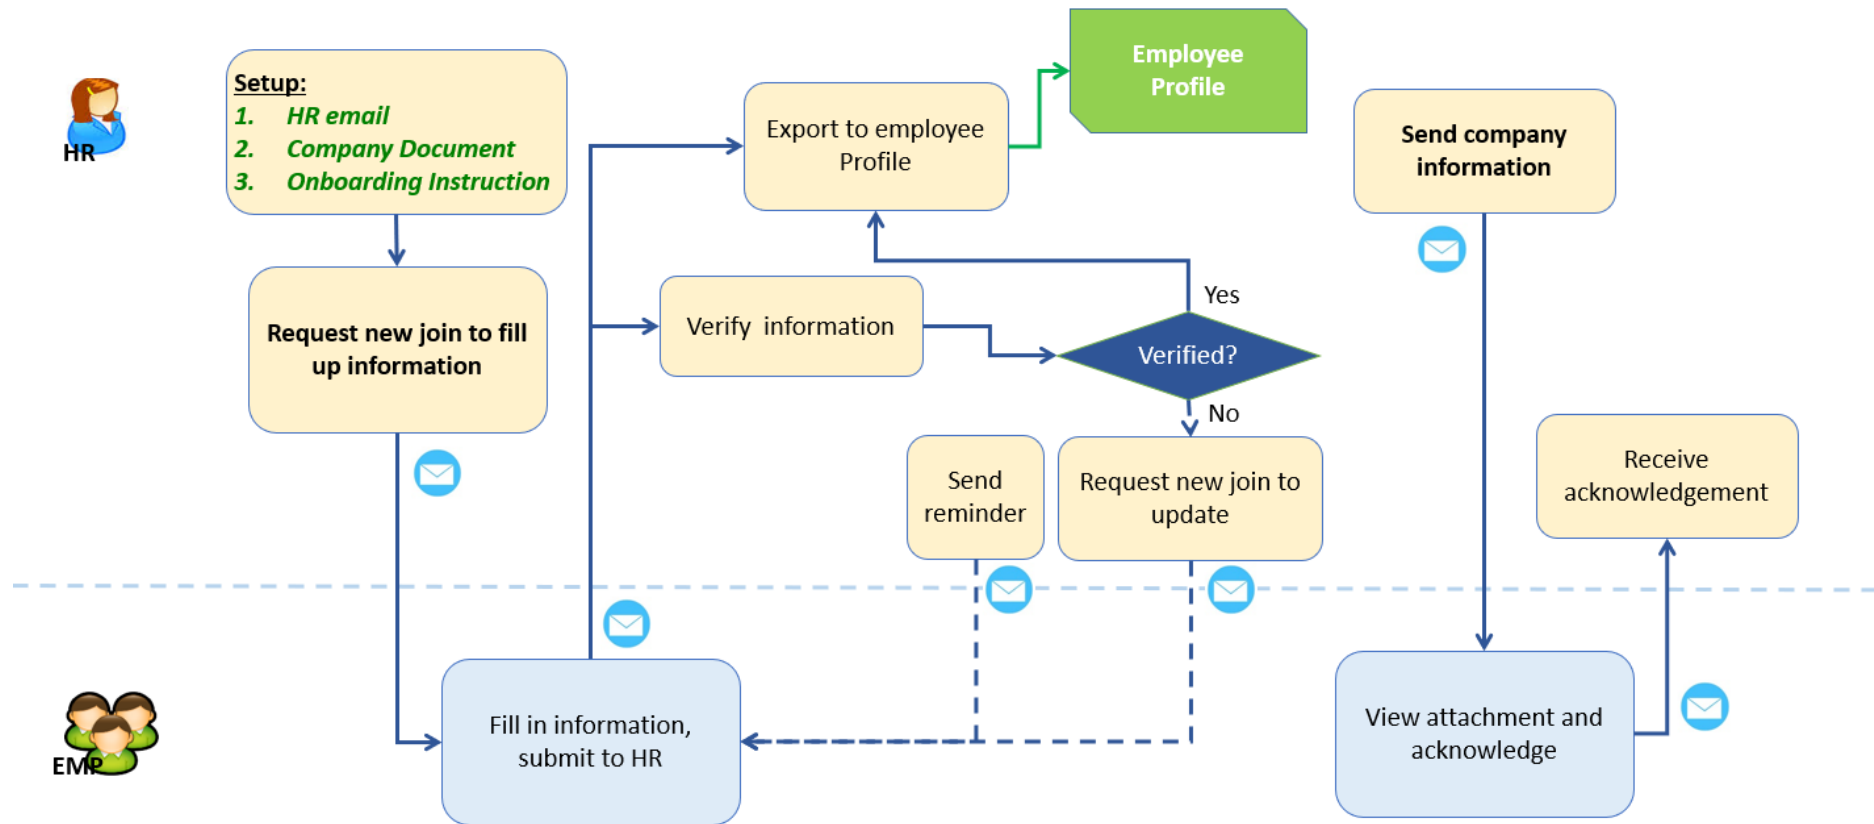 HR
Setup:
1. HR email
2. Company Document
3. Onboarding Instruction
Request new join to fill
up information
Export to employee
Profile
Employee
Profile
Verify information
Verified?
Yes
No
Send
reminder
Request new join to
update
Send company
information
Receive
acknowledgement
EMP
Fill in information,
submit to HR
View attachment and
acknowledge